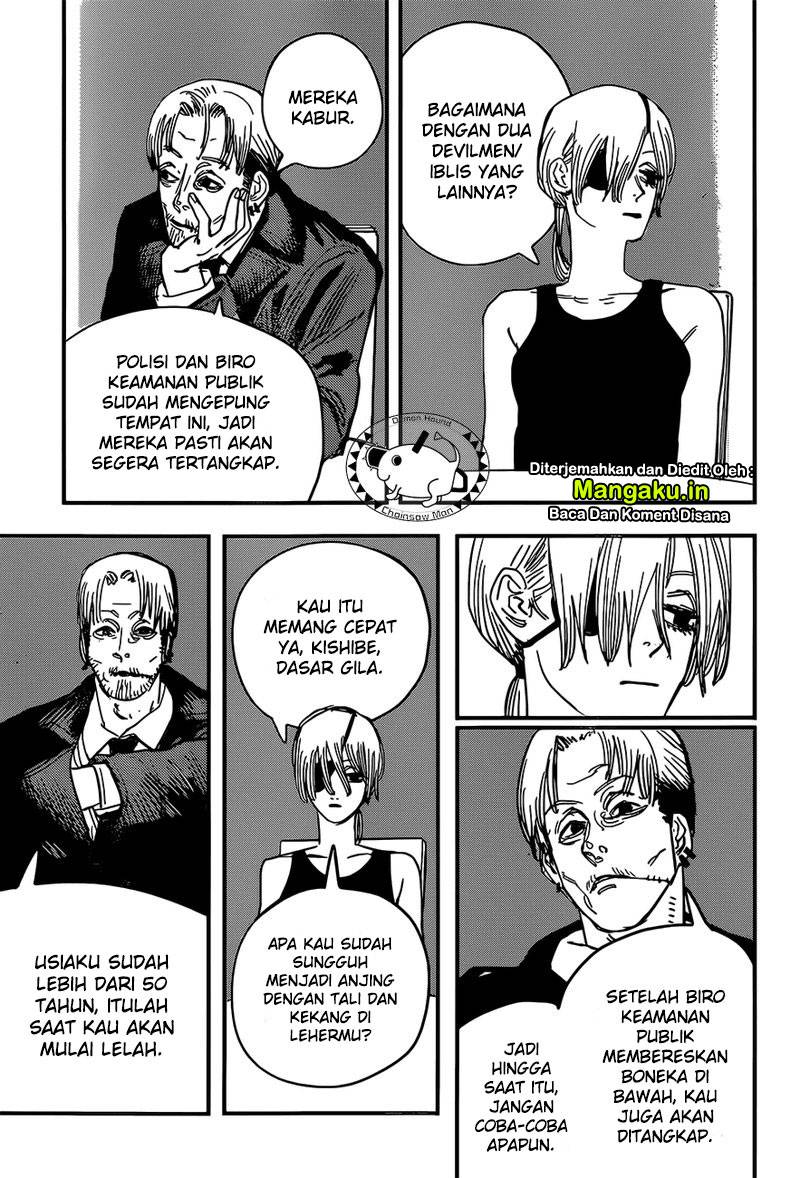 BAGAIMANA
DENGAN DUA
DEVILMEN/
IBLIS YANG
LAINNYA?
MEREKA
KABUR.
POLISI DAN BIRO
KEAMANAN PUBLIK
SUDAH MENGEPUNG
TEMPAT INI, JADI
MEREKA PASTI AKAN
SEGERA TERTANGKAP.
Demon Hound
Chainsaw Man
Diterjemahkan dan Diedit Oleh :
Mangaku.in
Baca Dan Koment Disana
SETELAH BIRO
KEAMANAN
PUBLIK
MEMBERESKAN
BONEKA DI
BAWAH, KAU
JUGA AKAN
DITANGKAP.
JADI
HINGGA
SAAT ITU,
JANGAN
COBA-COBA
APAPUN.
KAU ITU
MEMANG CEPAT
YA, KISHIBE,
DASAR GILA.
APA KAU SUDAH
SUNGGUH
MENJADI ANJING
DENGAN TALI DAN
KEKANG DI
LEHERMU?
USIAKU SUDAH
LEBIH DARI 50
TAHUN, ITULAH
SAAT KAU AKAN
MULAI LELAH.